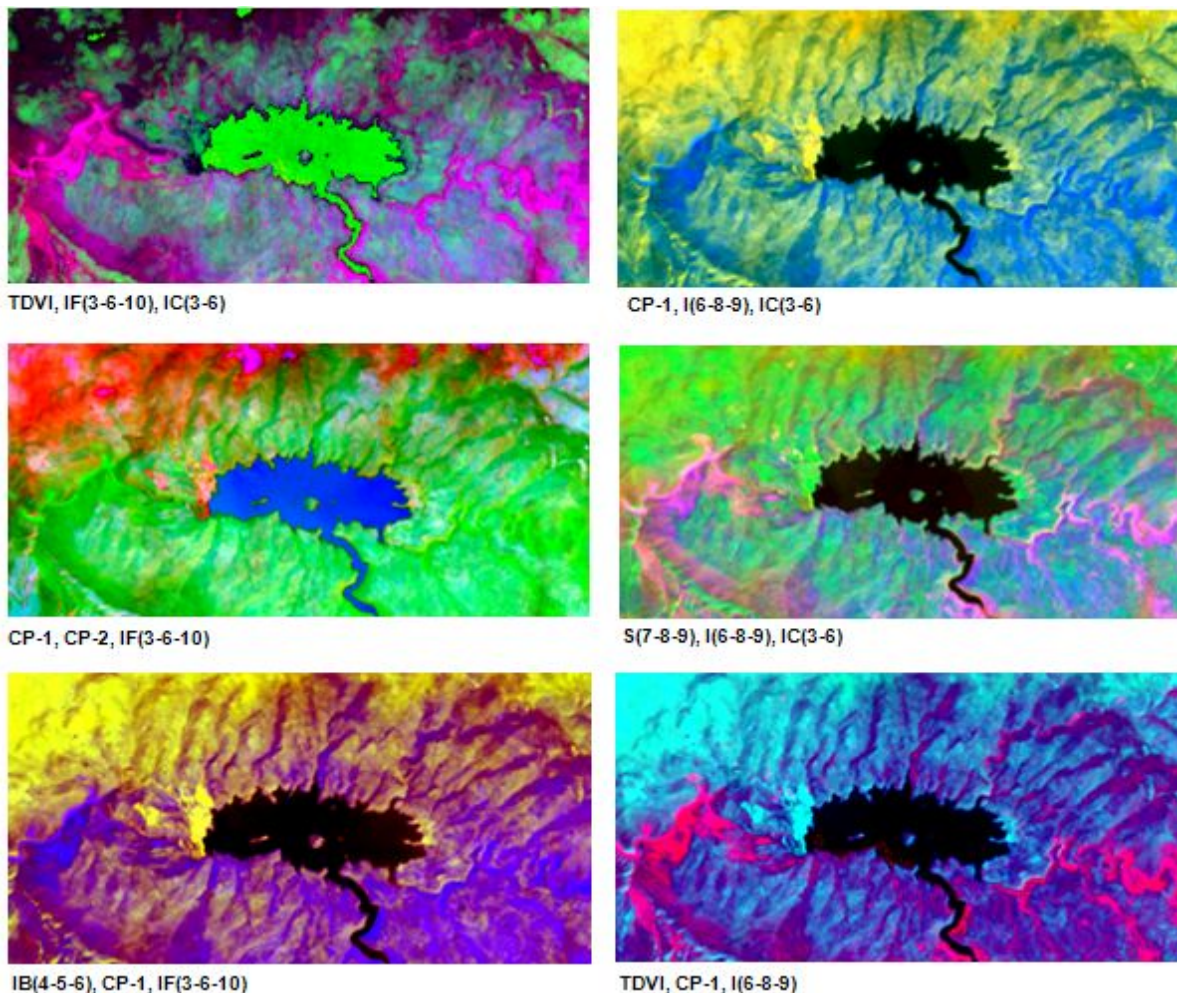 TDVI, IF(3-6-10), IC(3-6)
CP-1, I(6-8-9), IC(3-6)
CP-1, CP-2, IF(3-6-10)
S(7-8-9), I(6-8-9), IC(3-6)
IB(4-5-6), CP-1, IF(3-6-10)
TDVI, CP-1, I(6-8-9)